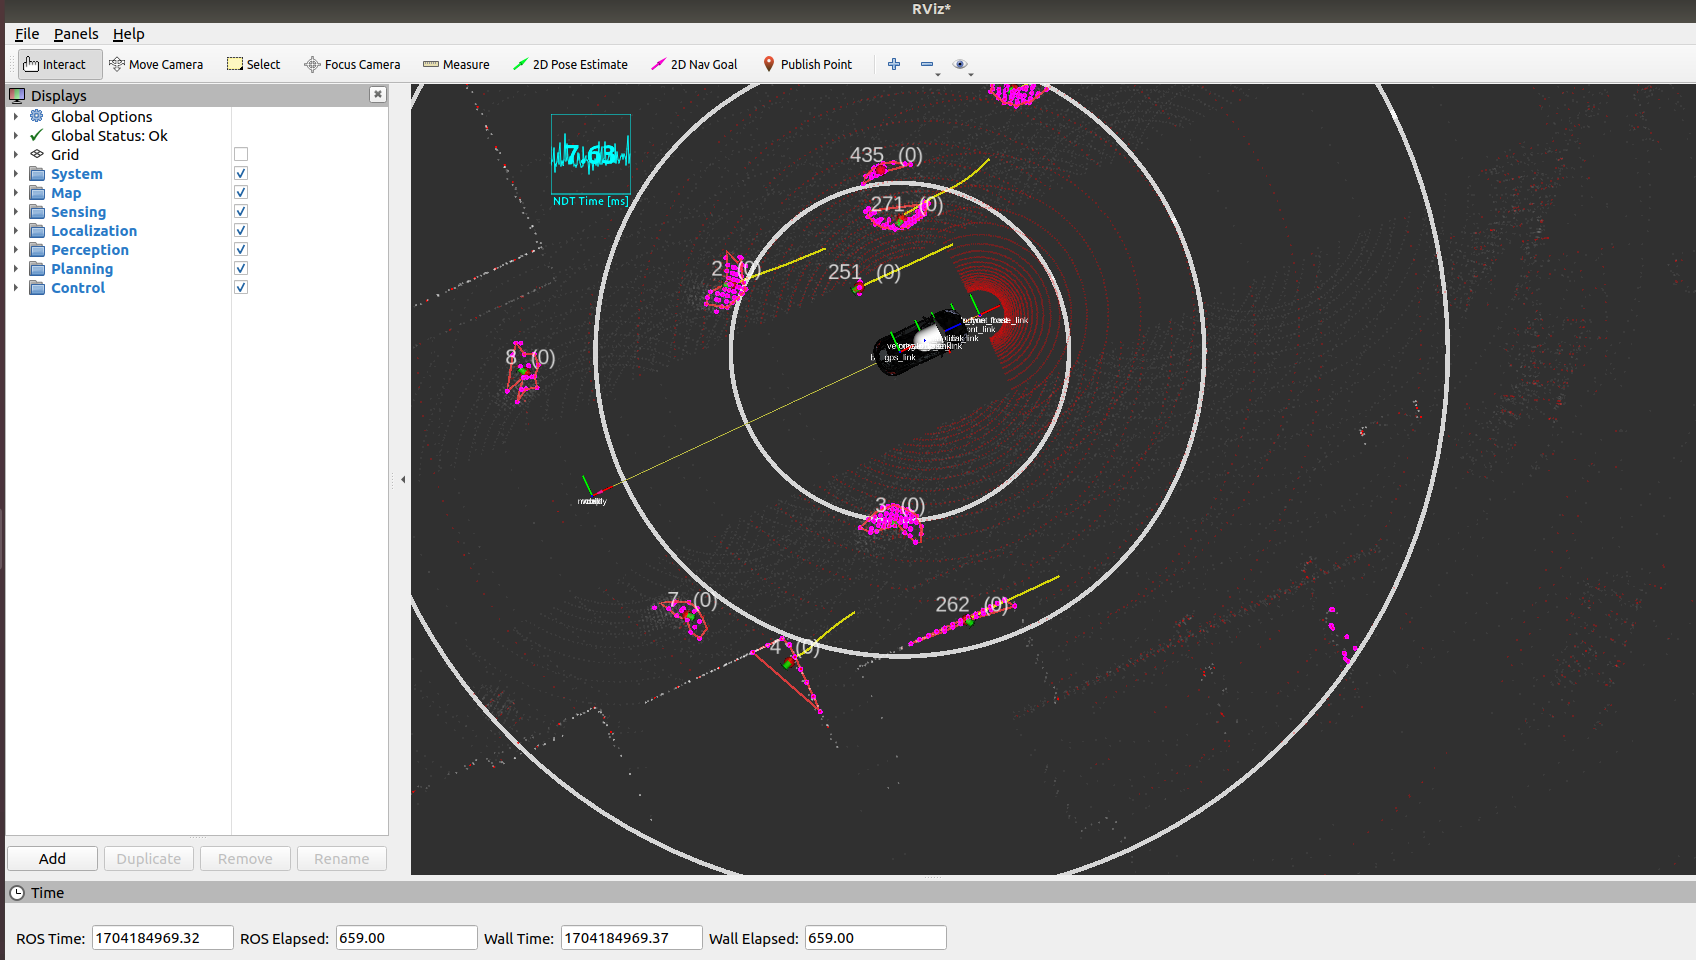 RViz*
File Panels Help
Interact Move Camera Select Focus Camera Measure 2D Pose Estimate 2D Nav Goal Publish Point
Displays
Global Options
Global Status: Ok
Grid
System
Map
Sensing
Localization
Perception
Planning
Control
7.63
NDT Time [ms]
435 (0)
271 (0)
2 (0)
251 (0)
8 (0)
gps_link
3 (0)
7 (0)
262 (0)
4 (0)
Add Duplicate Remove Rename
Time
ROS Time: 1704184969.32 ROS Elapsed: 659.00 Wall Time: 1704184969.37 Wall Elapsed: 659.00